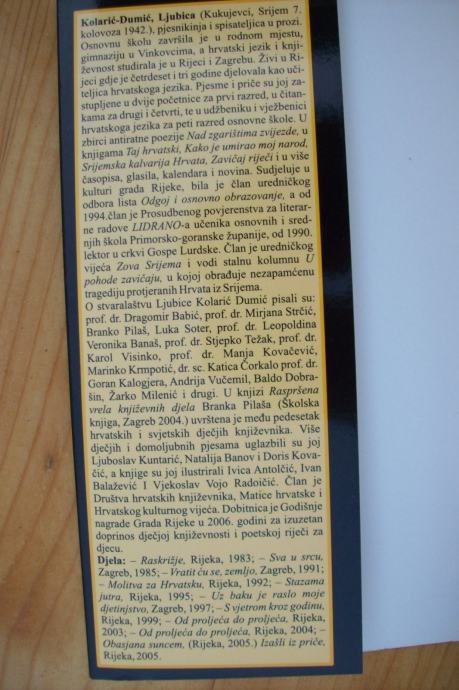 Kolarić-Dumić, Ljubica (Kukujevci, Srijem 7.
kolovoza 1942.), pjesnikinja i spisateljica u prozi.
Osnovnu školu završila je u rodnom mjestu,
gimnaziju u Vinkovcima, a hrvatski jezik i knji-
ževnost studirala je u Rijeci i Zagrebu. Živi u Ri-
jeci gdje je četrdeset i tri godine djelovala kao uči-
teljica hrvatskoga jezika. Pjesme i priče su joj za-
stupljene u dvije početnice za prvi razred, u čitan-
kama za drugi i četvrti, te u udžbeniku i vježbenici
hrvatskoga jezika za peti razred osnovne škole. U
zbirci antiratne poezije Nad zgarištima zvijezde, u
knjigama Taj hrvatski, Kako je umirao moj narod,
Srijemska kalvarija Hrvata, Zavičaj riječi i u više
časopisa, glasila, kalendara i novina. Sudjeluje u
kulturi grada Rijeke, bila je član uredničkog
odbora lista Odgoj i osnovno obrazovanje, a od
1994.član je Prosudbenog povjerenstva za literar-
ne radove LIDRANO-a učenika osnovnih i sred-
njih škola Primorsko-goranske županije, od 1990.
lektor u crkvi Gospe Lurdske. Član je uredničkog
vijeća Zova Srijema i vodi stalnu kolumnu U
pohode zavičaju, u kojoj obrađuje nezapamćenu
tragediju protjeranih Hrvata iz Srijema.
O stvaralaštvu Ljubice Kolarić Dumić pisali su:
prof. dr. Dragomir Babić, prof. dr. Mirjana Strčić,
Branko Pilaš, Luka Soter, prof. dr. Leopoldina
Veronika Banaš, prof. dr. Stjepko Težak, prof. dr.
Karol Visinko, prof. dr. Manja Kovačević,
Marinko Krmpotić, dr. sc. Katica Čorkalo prof. dr.
Goran Kalogjera, Andrija Vučemil, Baldo Dobra-
šin, Žarko Milenić i drugi. U knjizi Raspršena
vrela književnih djela Branka Pilaša (Školska
knjiga, Zagreb 2004.) uvrštena je među pedesetak
hrvatskih i svjetskih dječjih književnika. Više
dječjih i domoljubnih pjesama uglazbili su joj
Ljuboslav Kuntarić, Natalija Banov i Doris Kova-
čić, a knjige su joj ilustrirali Ivica Antolčić, Ivan
Balažević I Vjekoslav Vojo Radoičić. Član je
Društva hrvatskih književnika, Matice hrvatske i
Hrvatskog kulturnog vijeća. Dobitnica je Godišnje
nagrade Grada Rijeke u 2006. godini za izuzetan
doprinos dječjoj književnosti i poetskoj riječi za
djecu.
Djela: – Raskrižje, Rijeka, 1983; – Sva u srcu,
Zagreb, 1985; – Vratit ću se, zemljo, Zagreb, 1991;
– Molitva za Hrvatsku, Rijeka, 1992; – Stazama
jutra, Rijeka, 1995; – Uz baku je raslo moje
djetinjstvo, Zagreb, 1997; – S vjetrom kroz godinu,
Rijeka, 1999; – Od proljeća do proljeća, Rijeka,
2003; – Od proljeća do proljeća, Rijeka, 2004; –
Obasjana suncem, (Rijeka, 2005.) Izašli iz priče,
Rijeka, 2005.